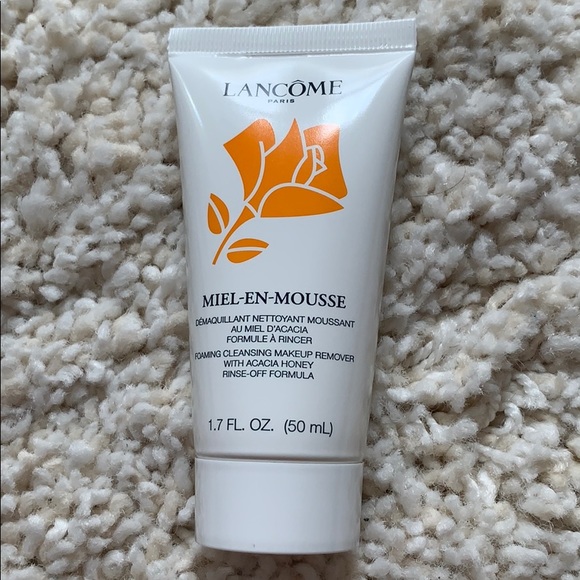 LANCÔME
PARIS
MIEL-EN-MOUSSE
DÉMAQUILLANT NETTOYANT MOUSSANT
AU MIEL D'ACACIA
FORMULE À RINCER
FOAMING CLEANSING MAKEUP REMOVER
WITH ACACIA HONEY
RINSE-OFF FORMULA
1.7 FL. OZ. (50 mL)